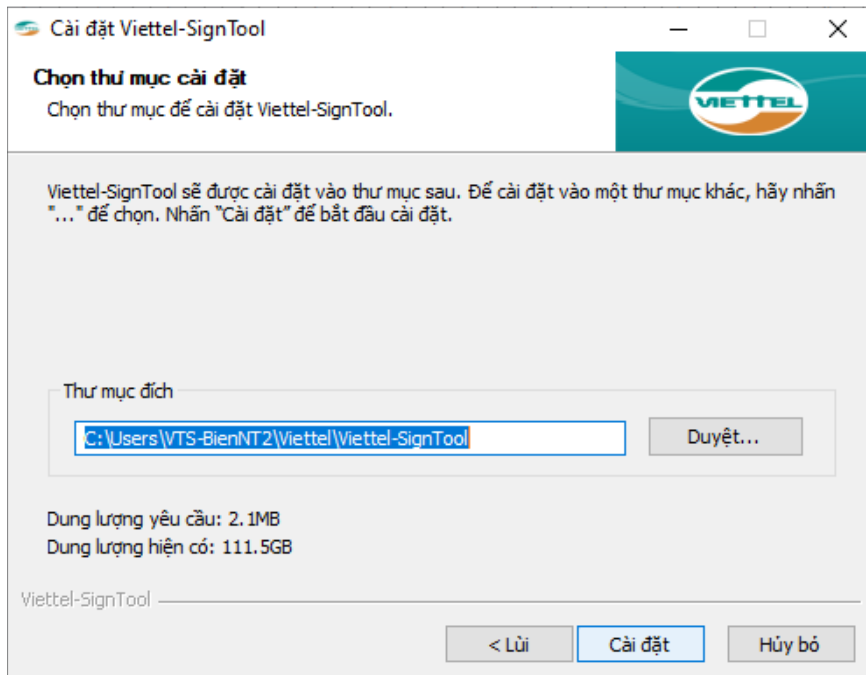 Cài đặt Viettel-SignTool
Chọn thư mục cài đặt
Chọn thư mục để cài đặt Viettel-SignTool.
VIETTEL
Viettel-SignTool sẽ được cài đặt vào thư mục sau. Để cài đặt vào một thư mục khác, hãy nhấn
"..." để chọn. Nhấn "Cài đặt" để bắt đầu cài đặt.
Thư mục đích
C:\Users\VTS-BienNT2\Viettel\Viettel-SignTool
Duyệt...
Dung lượng yêu cầu: 2.1MB
Dung lượng hiện có: 111.5GB
Viettel-SignTool
< Lùi
Cài đặt
Hủy bỏ